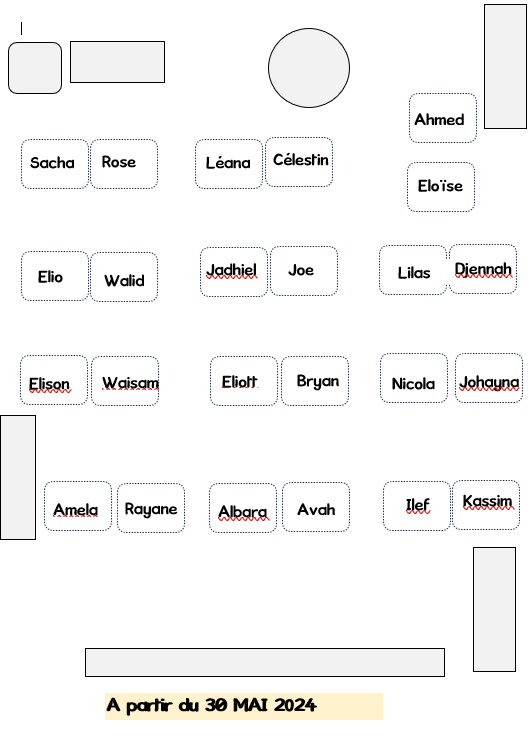 Ahmed
Sacha Rose Léana Célestin
Eloïse
Elio Walid Jadhiel Joe Lilas Djennah
Elison Waisam Eliott Bryan Nicola Johayna
Amela Rayane Albara Avah Ilef Kassim
A partir du 30 MAI 2024